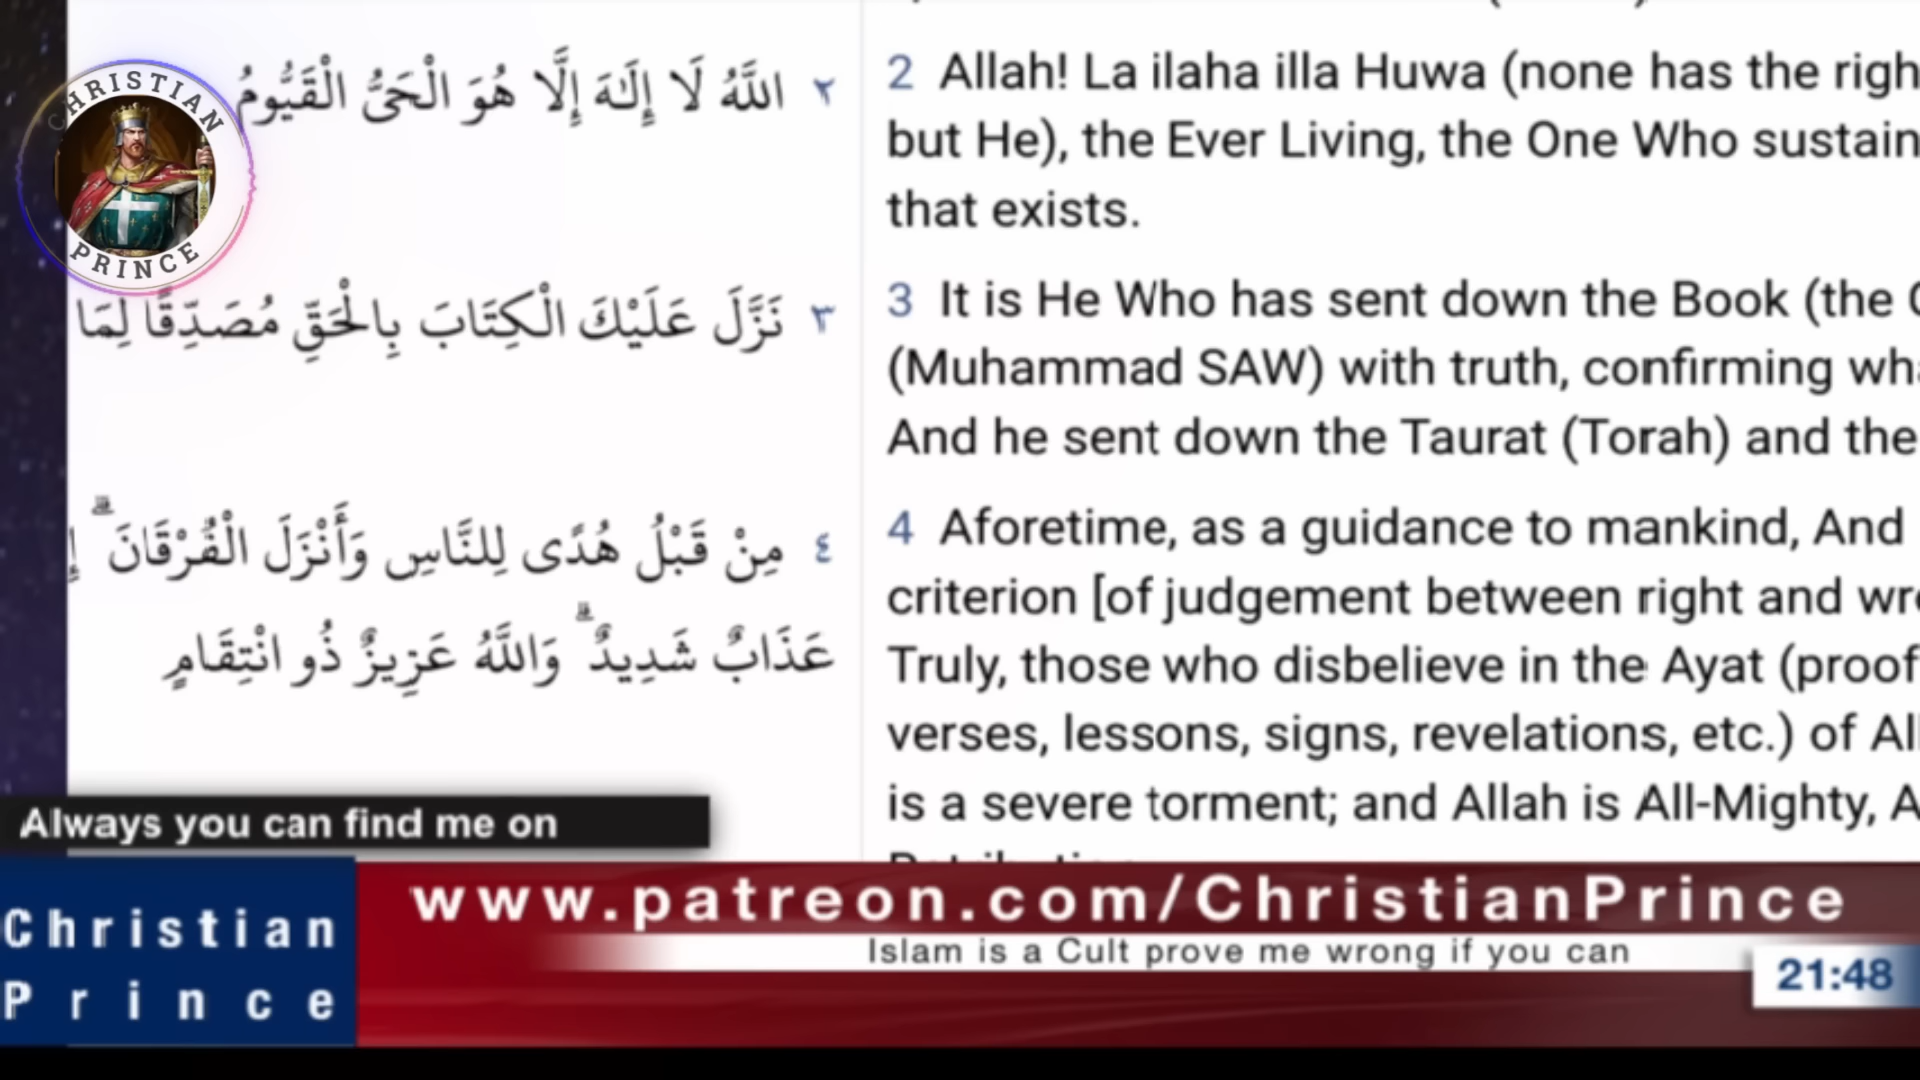 CHRISTIAN
PRINCE
٢ اللَّهُ لَا إِلَٰهَ إِلَّا هُوَ الْحَيُّ الْقَيُّومُ
٣ نَزَّلَ عَلَيْكَ الْكِتَابَ بِالْحَقِّ مُصَدِّقًا لِمَا
٤ مِنْ قَبْلُ هُدًى لِلنَّاسِ وَأَنْزَلَ الْفُرْقَانَ ۗ
عَذَابٌ شَدِيدٌ ۗ وَاللَّهُ عَزِيزٌ ذُو انْتِقَامٍ
2 Allah! La ilaha illa Huwa (none has the righ
but He), the Ever Living, the One Who sustain
that exists.
3 It is He Who has sent down the Book (the
(Muhammad SAW) with truth, confirming wh
And he sent down the Taurat (Torah) and the
4 Aforetime, as a guidance to mankind, And
criterion [of judgement between right and wr
Truly, those who disbelieve in the Ayat (proof
verses, lessons, signs, revelations, etc.) of Al
is a severe torment; and Allah is All-Mighty, A
Always you can find me on
Christian
Prince
www.patreon.com/ChristianPrince
Islam is a Cult prove me wrong if you can
21:48